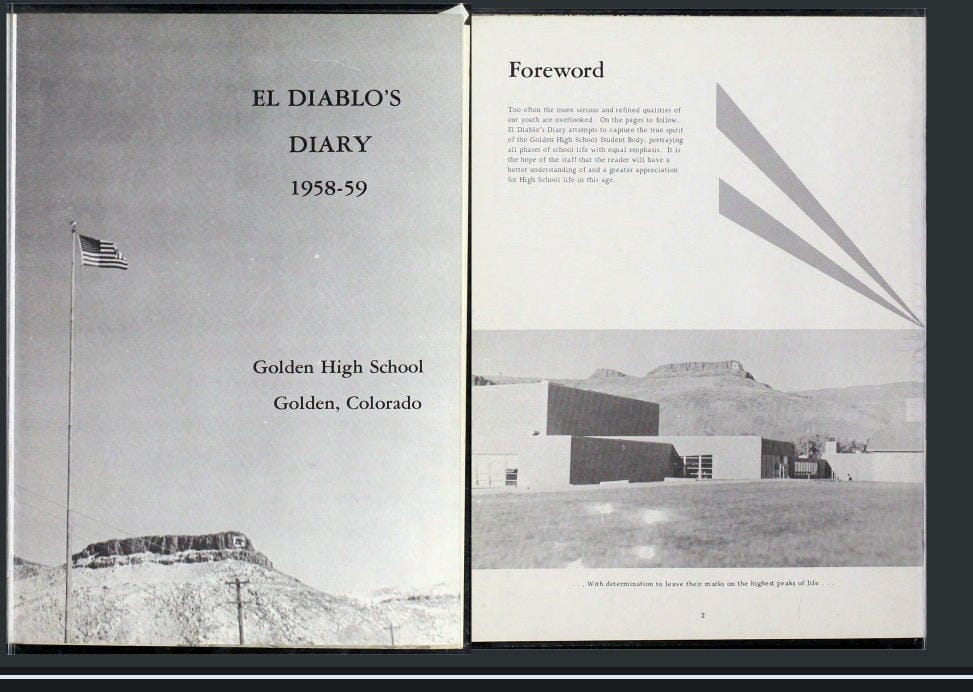 EL DIABLO'S
DIARY
1958-59
Golden High School
Golden, Colorado
Foreword
Too often the more serious and refined qualities of
our youth are overlooked. On the pages to follow,
El Diablo's Diary attempts to capture the true spirit
of the Golden High School Student Body, portraying
all phases of school life with equal emphasis. It is
the hope of the staff that the reader will have a
better understanding of and a greater appreciation
for High School life in this age.
. . . With determination to leave their marks on the highest peaks of life . . .
2